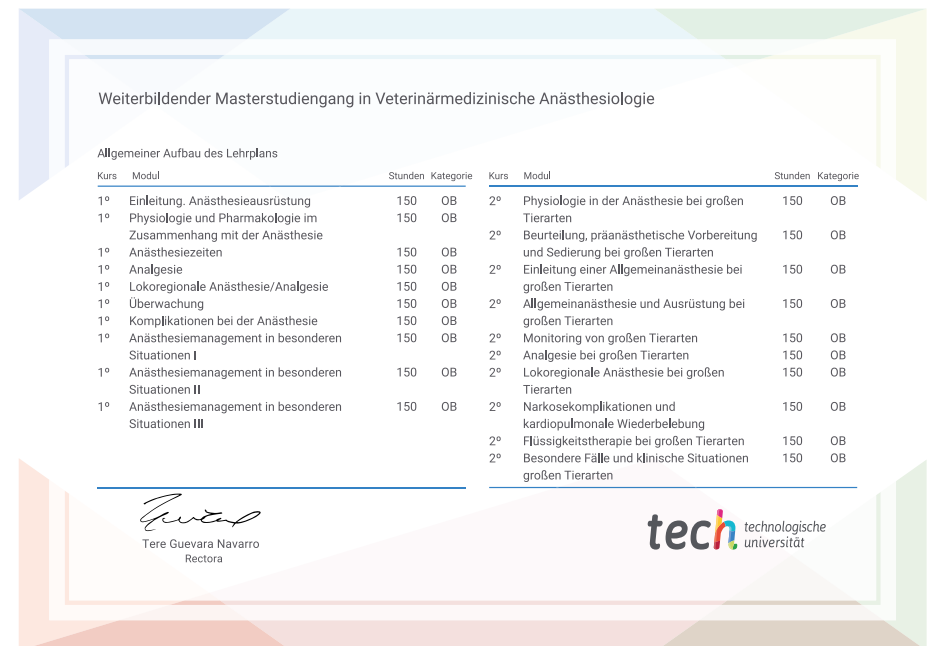 Weiterbildender Masterstudiengang in Veterinärmedizinische Anästhesiologie
Allgemeiner Aufbau des Lehrplans
Kurs Modul Stunden Kategorie
1º Einleitung. Anästhesieausrüstung 150 OB
1º Physiologie und Pharmakologie im 150 OB
Zusammenhang mit der Anästhesie
1º Anästhesiezeiten 150 OB
1º Analgesie 150 OB
1º Lokoregionale Anästhesie/Analgesie 150 OB
1º Überwachung 150 OB
1º Komplikationen bei der Anästhesie 150 OB
1º Anästhesiemanagement in besonderen 150 OB
Situationen I
1º Anästhesiemanagement in besonderen 150 OB
Situationen II
1º Anästhesiemanagement in besonderen 150 OB
Situationen III
Kurs Modul Stunden Kategorie
2º Physiologie in der Anästhesie bei großen 150 OB
Tierarten
2º Beurteilung, präanästhetische Vorbereitung 150 OB
und Sedierung bei großen Tierarten
2º Einleitung einer Allgemeinanästhesie bei 150 OB
großen Tierarten
2º Allgemeinanästhesie und Ausrüstung bei 150 OB
großen Tierarten
2º Monitoring von großen Tierarten 150 OB
2º Analgesie bei großen Tierarten 150 OB
2º Lokoregionale Anästhesie bei großen 150 OB
Tierarten
2º Narkosekomplikationen und 150 OB
kardiopulmonale Wiederbelebung
2º Flüssigkeitstherapie bei großen Tierarten 150 OB
2º Besondere Fälle und klinische Situationen 150 OB
großen Tierarten
Tere Guevara Navarro
Rectora
tech technologische
universität